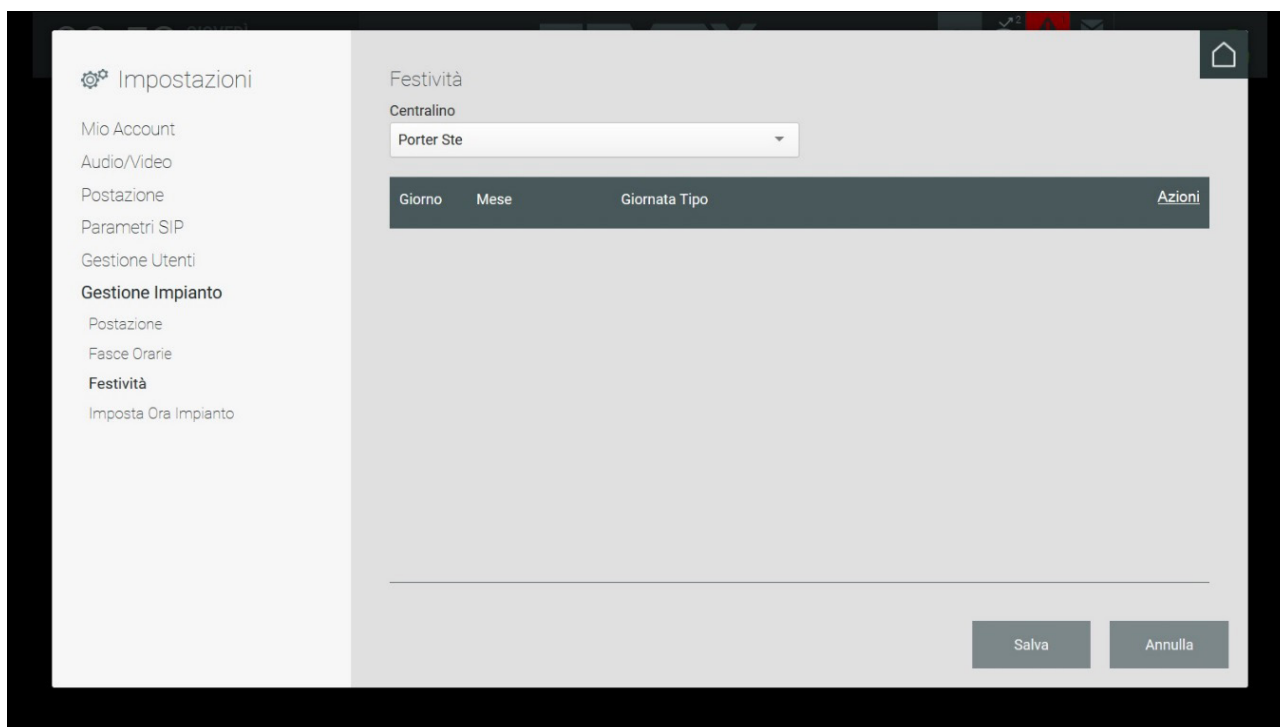 Impostazioni
Mio Account
Audio/Video
Postazione
Parametri SIP
Gestione Utenti
Gestione Impianto
Postazione
Fasce Orarie
Festività
Imposta Ora Impianto
Festività
Centralino
Porter Ste
Giorno Mese Giornata Tipo Azioni
Salva Annulla